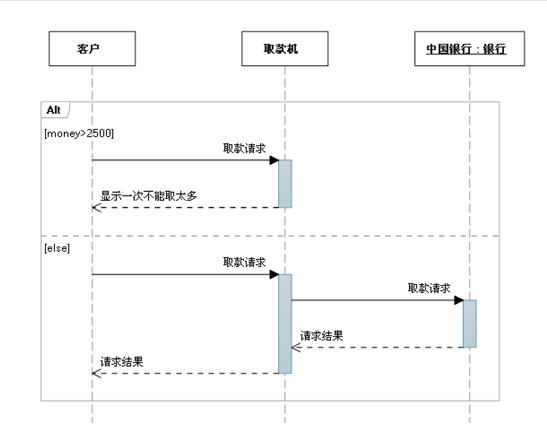 客户
取款机
中国银行：银行
Alt
[money>2500]
取款请求
显示一次不能取太多
[else]
取款请求
取款请求
请求结果
请求结果